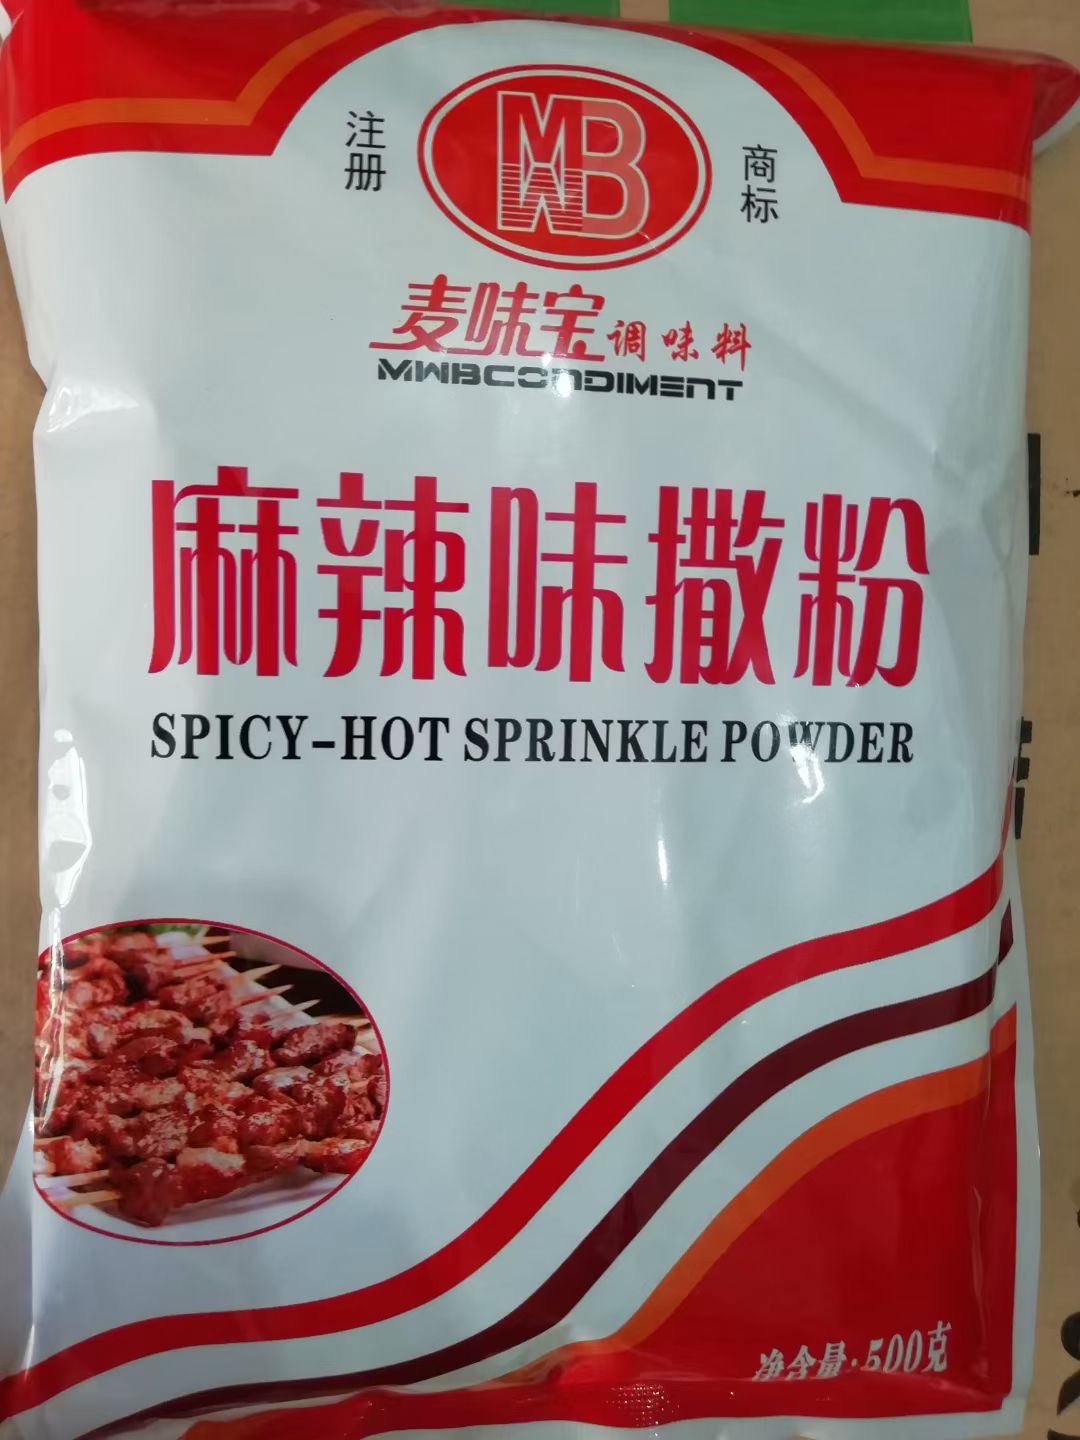 注册
商标
MWB
麦味宝调味料
MWBCONDIMENT
麻辣味撒粉
SPICY-HOT SPRINKLE POWDER
净含量:500克